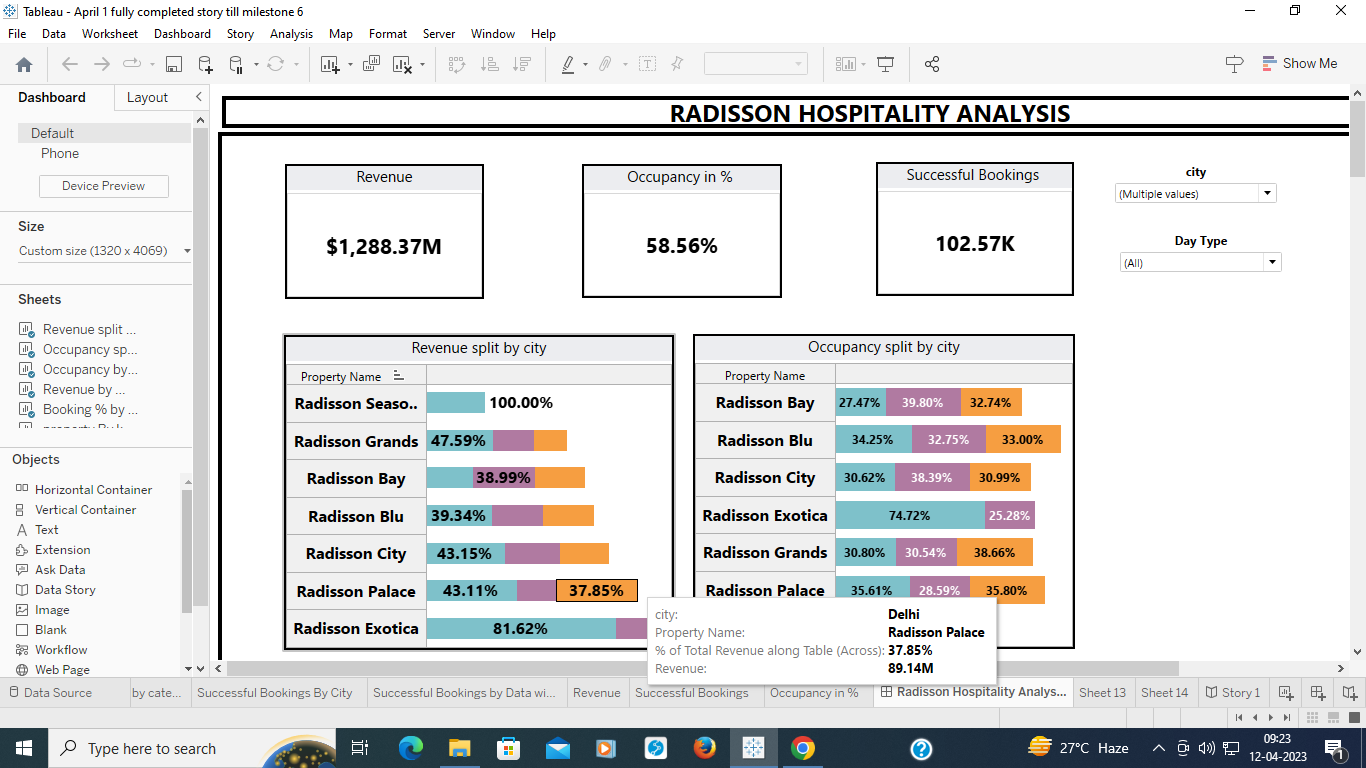 Tableau - April 1 fully completed story till milestone 6
File Data Worksheet Dashboard Story Analysis Map Format Server Window Help
Show Me
Dashboard Layout
Default
Phone
Device Preview
Size
Custom size (1320 x 4069)
Sheets
Revenue split ...
Occupancy sp...
Occupancy by...
Revenue by ...
Booking % by ...
Objects
Horizontal Container
Vertical Container
Text
Extension
Ask Data
Data Story
Image
Blank
Workflow
Web Page
RADISSON HOSPITALITY ANALYSIS
Revenue
$1,288.37M
Occupancy in %
58.56%
Successful Bookings
102.57K
city
(Multiple values)
Day Type
(All)
Revenue split by city
Property Name
Radisson Seaso.. 100.00%
Radisson Grands 47.59%
Radisson Bay 38.99%
Radisson Blu 39.34%
Radisson City 43.15%
Radisson Palace 43.11% 37.85%
Radisson Exotica 81.62%
Occupancy split by city
Property Name
Radisson Bay 27.47% 39.80% 32.74%
Radisson Blu 34.25% 32.75% 33.00%
Radisson City 30.62% 38.39% 30.99%
Radisson Exotica 74.72% 25.28%
Radisson Grands 30.80% 30.54% 38.66%
Radisson Palace 35.61% 28.59% 35.80%
city: Delhi
Property Name: Radisson Palace
% of Total Revenue along Table (Across): 37.85%
Revenue: 89.14M
Data Source by cate... Successful Bookings By City Successful Bookings by Data wi... Revenue Successful Bookings Occupancy in % Radisson Hospitality Analys... Sheet 13 Sheet 14 Story 1
Type here to search
27°C Haze
09:23
12-04-2023
1